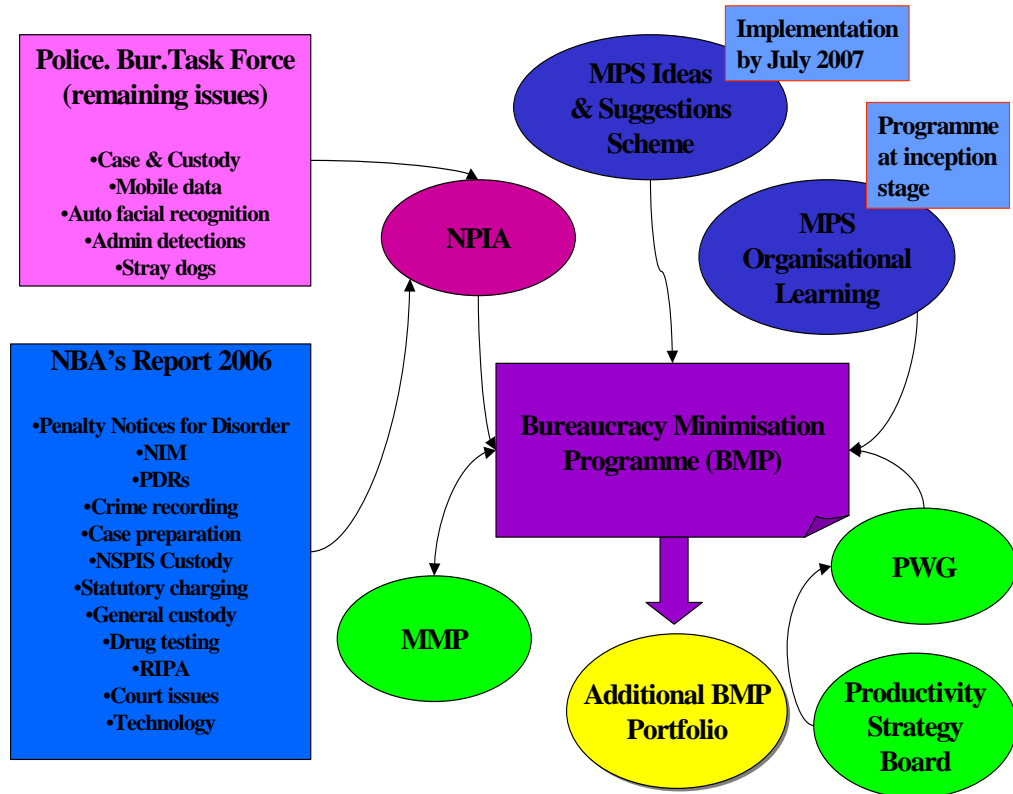 Police. Bur.Task Force
(remaining issues)
•Case & Custody
•Mobile data
•Auto facial recognition
•Admin detections
•Stray dogs
MPS Ideas
& Suggestions
Scheme
Implementation
by July 2007
Programme
at inception
stage
NPIA
MPS
Organisational
Learning
NBA's Report 2006
•Penalty Notices for Disorder
•NIM
•PDRs
•Crime recording
•Case preparation
•NSPIS Custody
•Statutory charging
•General custody
•Drug testing
•RIPA
•Court issues
•Technology
Bureaucracy Minimisation
Programme (BMP)
MMP
PWG
Additional BMP
Portfolio
Productivity
Strategy
Board